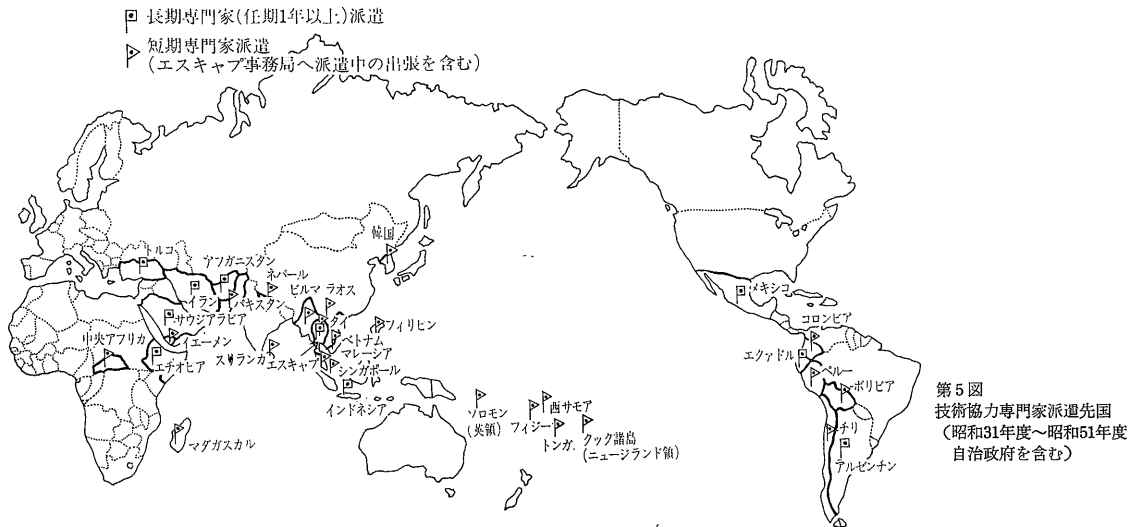 長期専門家(任期1年以上)派遣
短期専門家派遣
(エスキャプ事務局へ派遣中の出張を含む)
トルコ
アフガニスタン
ネパール
韓国
イラン
パキスタン
ビルマ
ラオス
サウジアラビア
タイ
フィリピン
中央アフリカ
イエーメン
ベトナム
スリランカ
エスキャプ
マレーシア
エチオピア
シンガポール
インドネシア
マダガスカル
ソロモン
(英領)
フィジー
西サモア
トンガ
クック諸島
(ニュージランド領)
メキシコ
コロンビア
エクァドル
ペルー
ボリビア
チリ
アルゼンチン
第5図
技術協力専門家派遣先国
(昭和31年度〜昭和51年度
自治政府を含む)